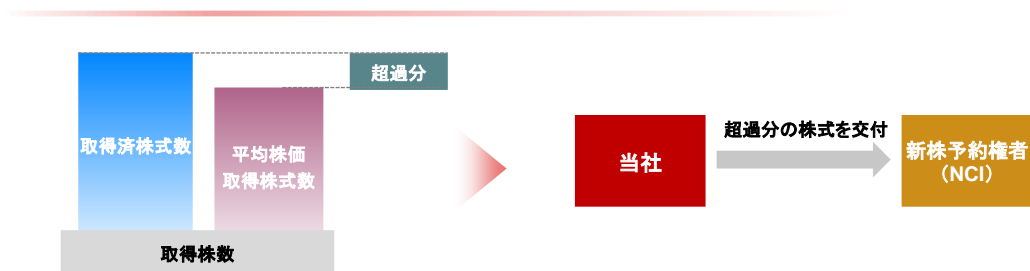 超過分
取得済株式数
平均株価
取得株式数
取得株数
当社
超過分の株式を交付
新株予約権者
（NCI）